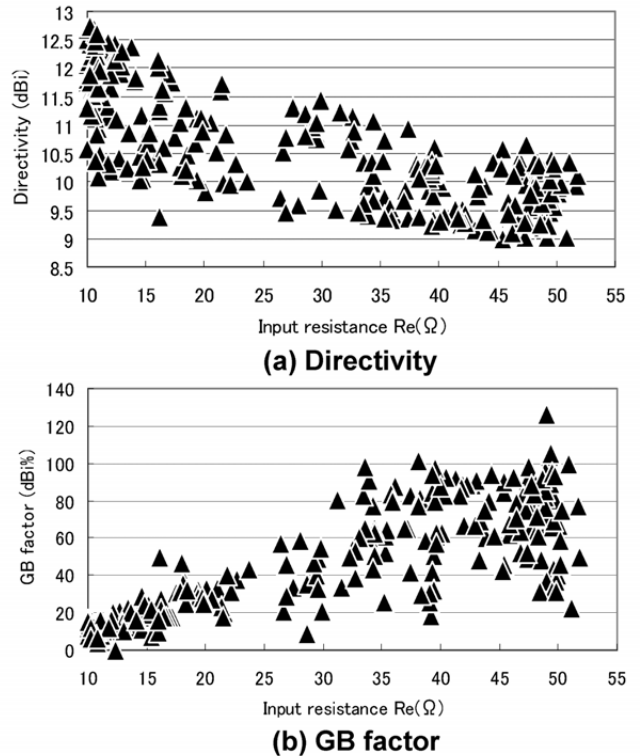 13
12.5
12
11.5
11
10.5
10
9.5
9
8.5
Directivity (dBi)
10 15 20 25 30 35 40 45 50 55
Input resistance Re(Ω)
(a) Directivity
140
120
100
80
60
40
20
0
GB factor (dBi%)
10 15 20 25 30 35 40 45 50 55
Input resistance Re(Ω)
(b) GB factor